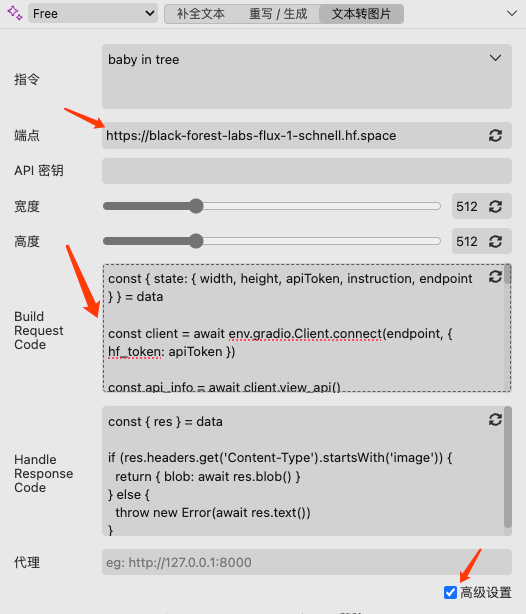 Free 补全文本 重写 / 生成 文本转图片
指令
baby in tree
端点
https://black-forest-labs-flux-1-schnell.hf.space
API 密钥
宽度
512
高度
512
Build
Request
Code
const { state: { width, height, apiToken, instruction, endpoint
} } = data
const client = await env.gradio.Client.connect(endpoint, {
hf_token: apiToken })
const api_info = await client.view_api()
Handle
Response
Code
const { res } = data
if (res.headers.get('Content-Type').startsWith('image')) {
return { blob: await res.blob() }
} else {
throw new Error(await res.text())
}
代理
eg: http://127.0.0.1:8000
高级设置